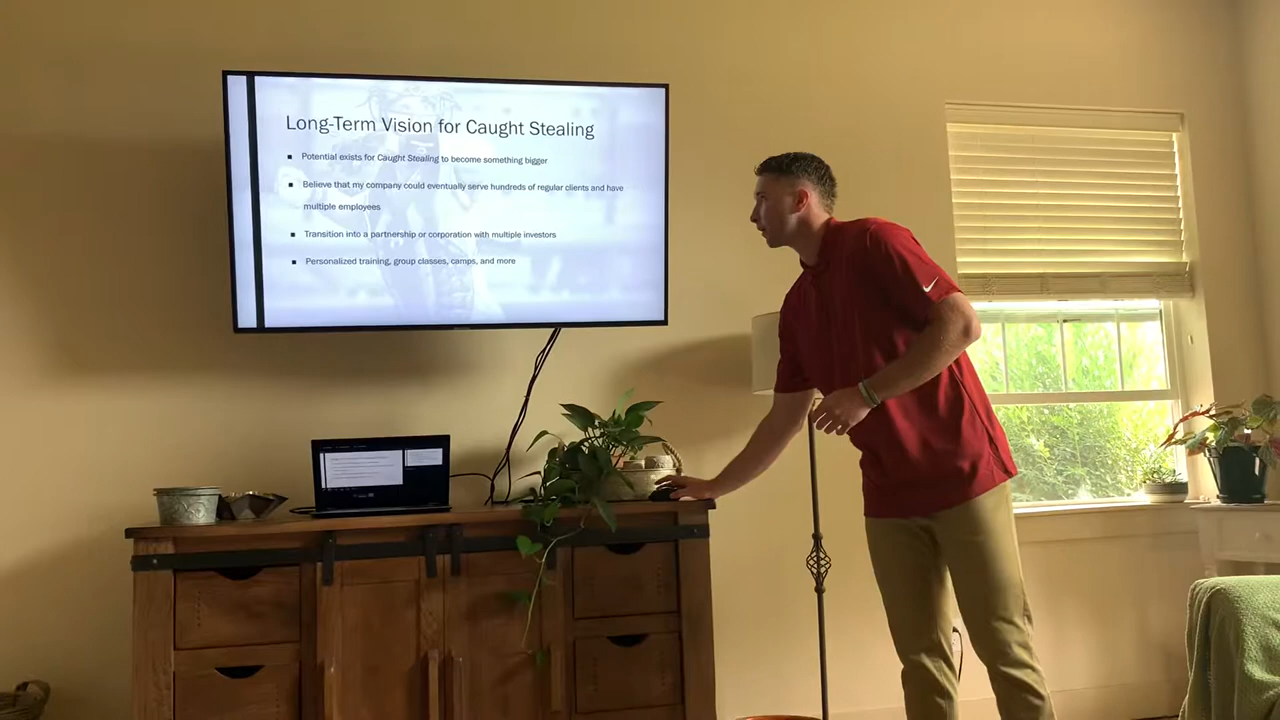 Long-Term Vision for Caught Stealing
■ Potential exists for Caught Stealing to become something bigger
■ Believe that my company could eventually serve hundreds of regular clients and have
multiple employees
■ Transition into a partnership or corporation with multiple investors
■ Personalized training, group classes, camps, and more